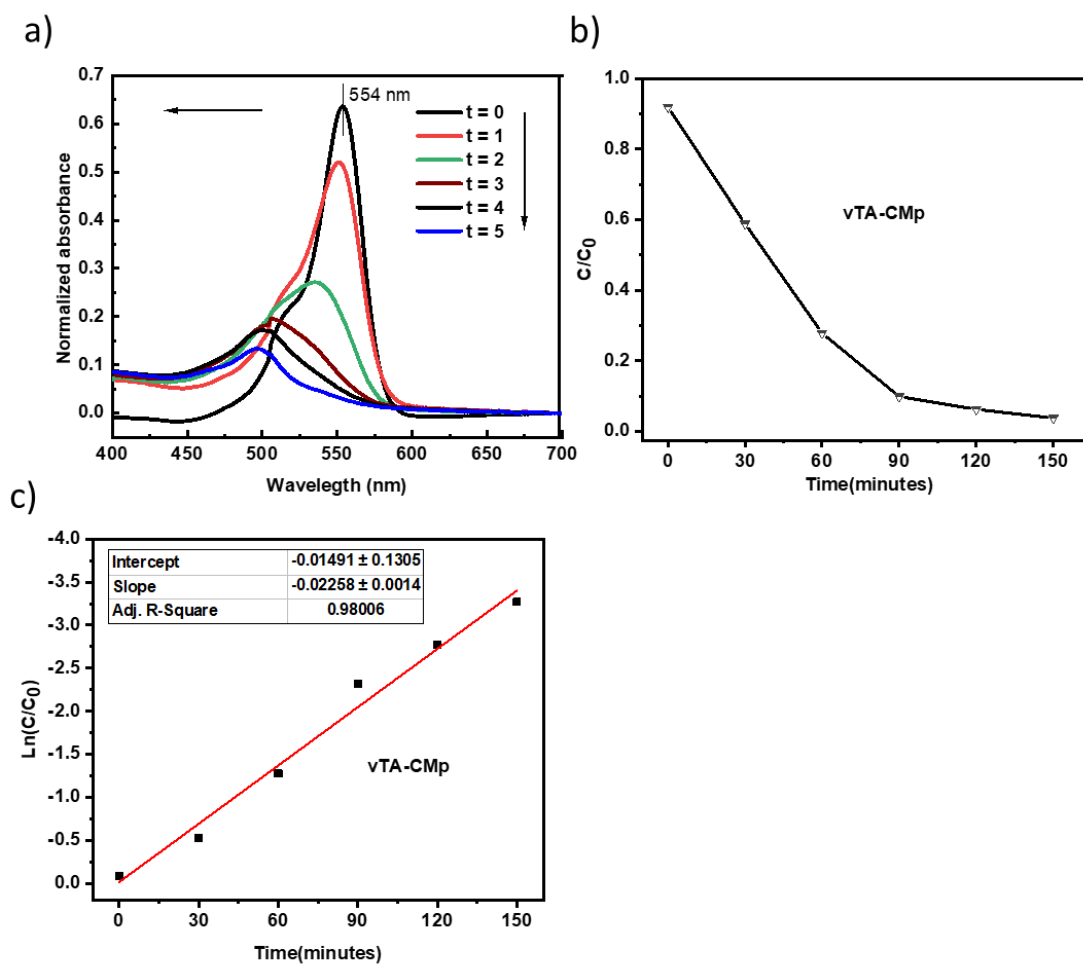 a)
Normalized absorbance
0.7
0.6
0.5
0.4
0.3
0.2
0.1
0.0
554 nm
t = 0
t = 1
t = 2
t = 3
t = 4
t = 5
400 450 500 550 600 650 700
Wavelegth (nm)
b)
C/C0
1.0
0.8
0.6
0.4
0.2
0.0
vTA-CMp
0 30 60 90 120 150
Time(minutes)
c)
Ln(C/C0)
-4.0
-3.5
-3.0
-2.5
-2.0
-1.5
-1.0
-0.5
0.0
Intercept -0.01491 ± 0.1305
Slope -0.02258 ± 0.0014
Adj. R-Square 0.98006
vTA-CMp
0 30 60 90 120 150
Time(minutes)